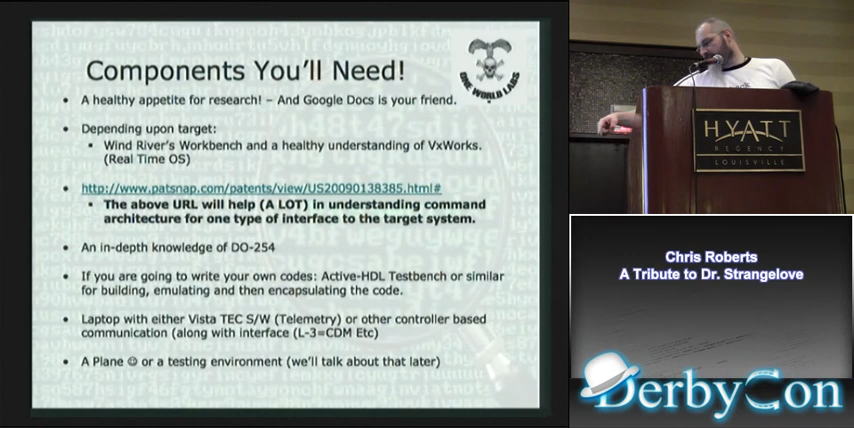 Components You'll Need!
ONE WORLD LABS
• A healthy appetite for research! – And Google Docs is your friend.
• Depending upon target:
▪ Wind River's Workbench and a healthy understanding of VxWorks.
(Real Time OS)
• http://www.patsnap.com/patents/view/US20090138385.html#
▪ The above URL will help (A LOT) in understanding command
architecture for one type of interface to the target system.
• An in-depth knowledge of DO-254
• If you are going to write your own codes: Active-HDL Testbench or similar
for building, emulating and then encapsulating the code.
• Laptop with either Vista TEC S/W (Telemetry) or other controller based
communication (along with interface (L-3=CDM Etc)
• A Plane ☺ or a testing environment (we'll talk about that later)
HYATT
REGENCY
LOUISVILLE
Chris Roberts
A Tribute to Dr. Strangelove
DerbyCon